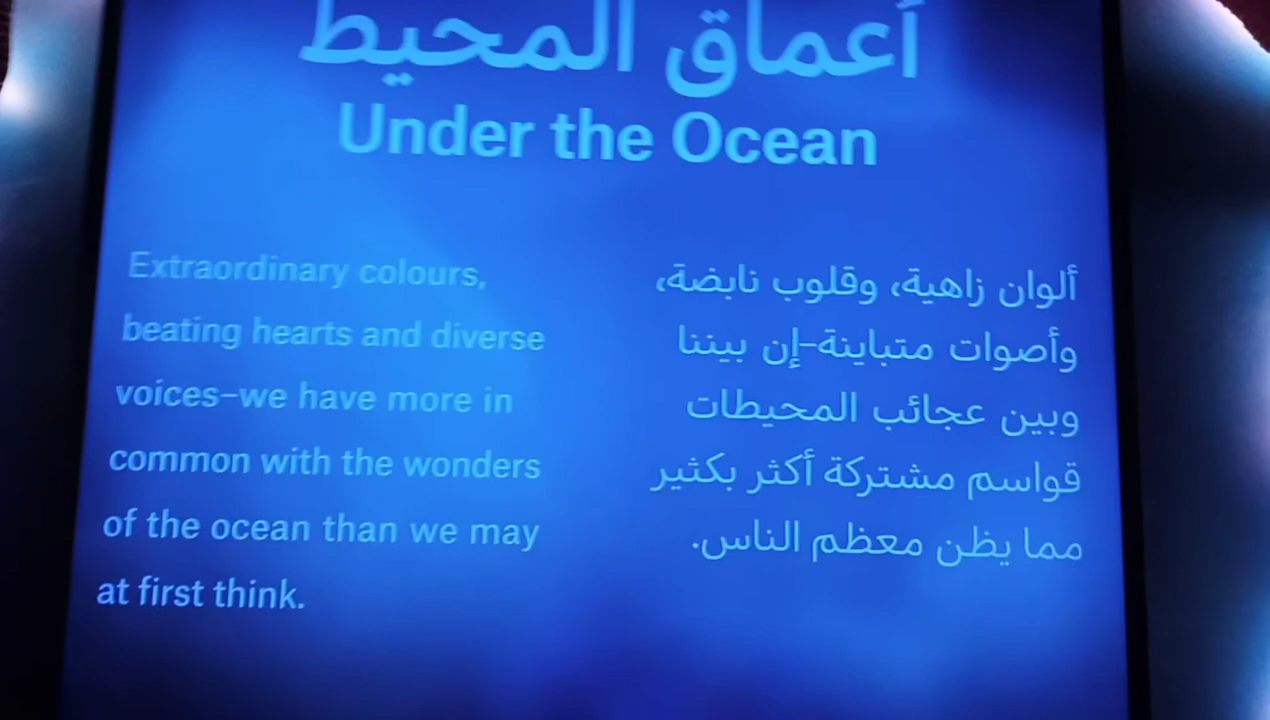 أعماق المحيط
Under the Ocean
Extraordinary colours,
beating hearts and diverse
voices–we have more in
common with the wonders
of the ocean than we may
at first think.
ألوان زاهية، وقلوب نابضة،
وأصوات متباينة–إن بيننا
وبين عجائب المحيطات
قواسم مشتركة أكثر بكثير
مما يظن معظم الناس.